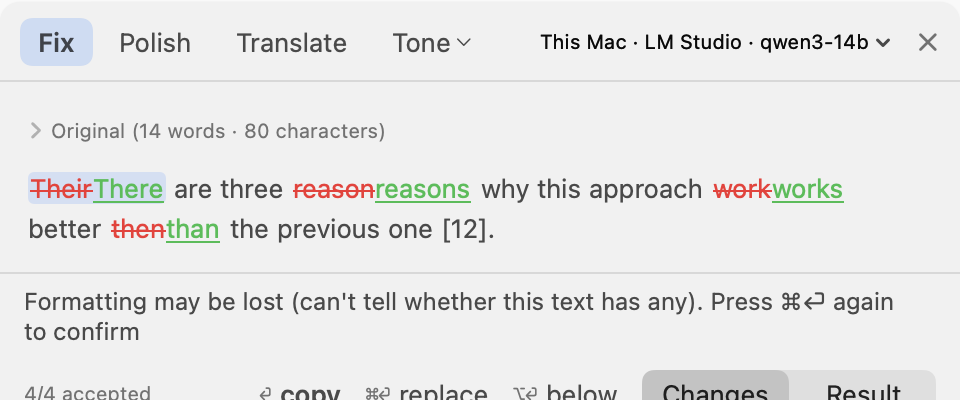 Fix Polish Translate Tone This Mac · LM Studio · qwen3-14b
Original (14 words · 80 characters)
TheirThere are three reasonreasons why this approach workworks
better thenthan the previous one [12].
Formatting may be lost (can't tell whether this text has any). Press ⌘⏎ again
to confirm
4/4 accepted ⏎ copy ⌘⏎ replace ⌥⏎ below Changes Result